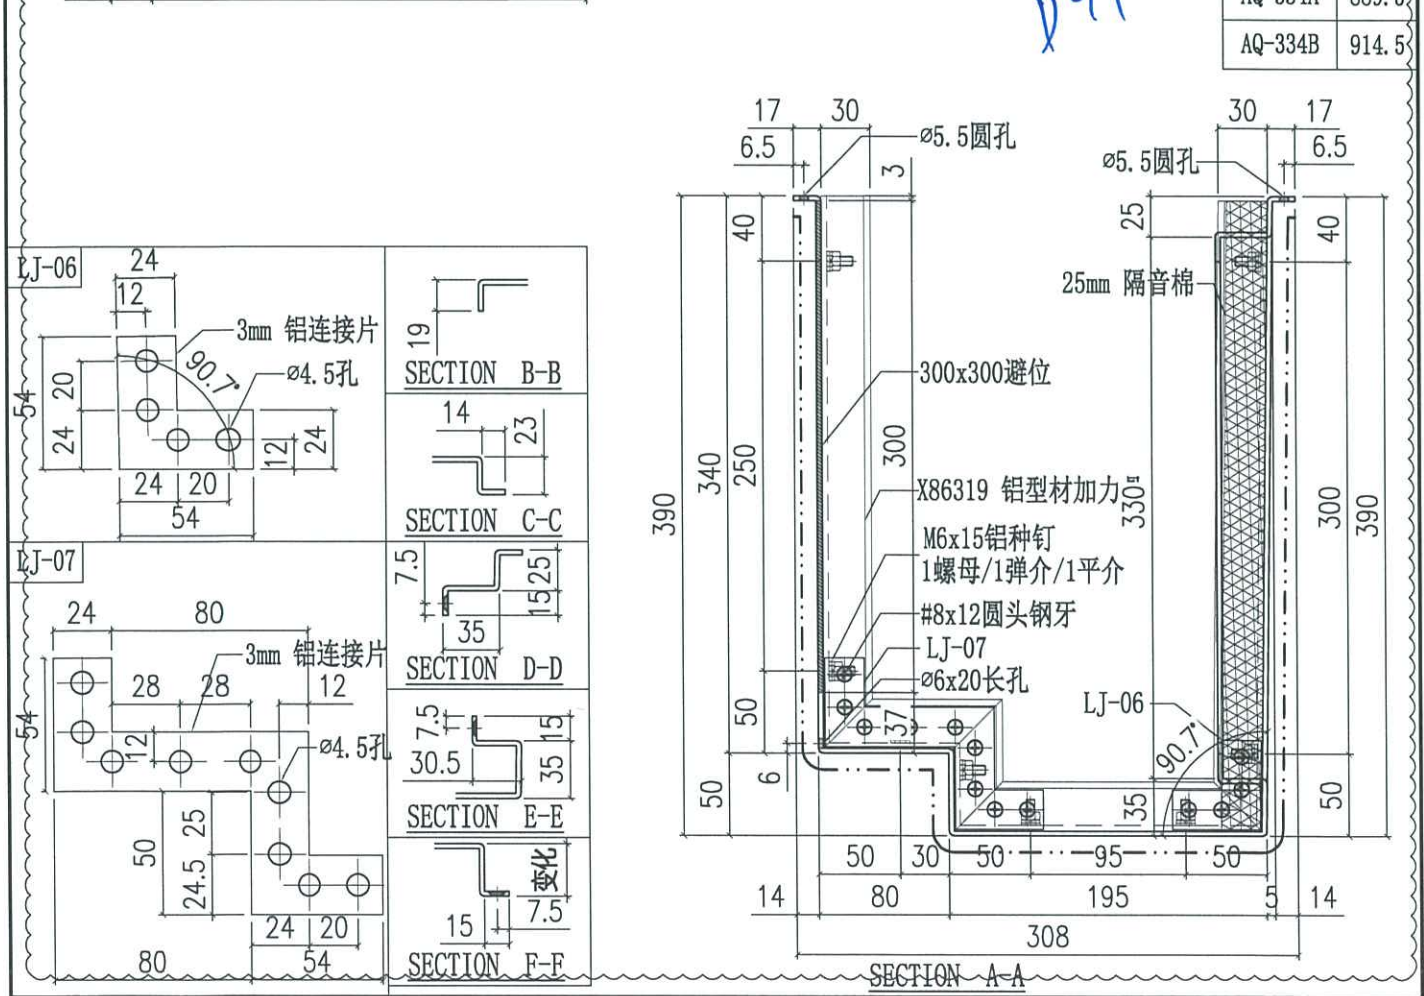 AQ-334B 914.5
17 30
6.5
ø5.5圆孔
3
30 17
6.5
ø5.5圆孔
25
40
40
LJ-06
24
12
3mm 铝连接片
90.7°
ø4.5孔
20
54
24
12
24
24 20
54
19
SECTION B-B
14
23
SECTION C-C
LJ-07
24 80
3mm 铝连接片
28 28 12
54
12
ø4.5孔
25
50
24.5
24 20
80 54
7.5
25
15
35
SECTION D-D
7.5
15
30.5
35
SECTION E-E
变化
7.5
15
SECTION F-F
25mm 隔音棉
300x300避位
390
340
250
300
X86319 铝型材加力
330
300
390
M6x15铝种钉
1螺母/1弹介/1平介
#8x12圆头钢牙
LJ-07
ø6x20长孔
LJ-06
90.7°
50
50
6
37
35
50
50 30 50 95 50
14 80 195 5 14
308
SECTION A-A